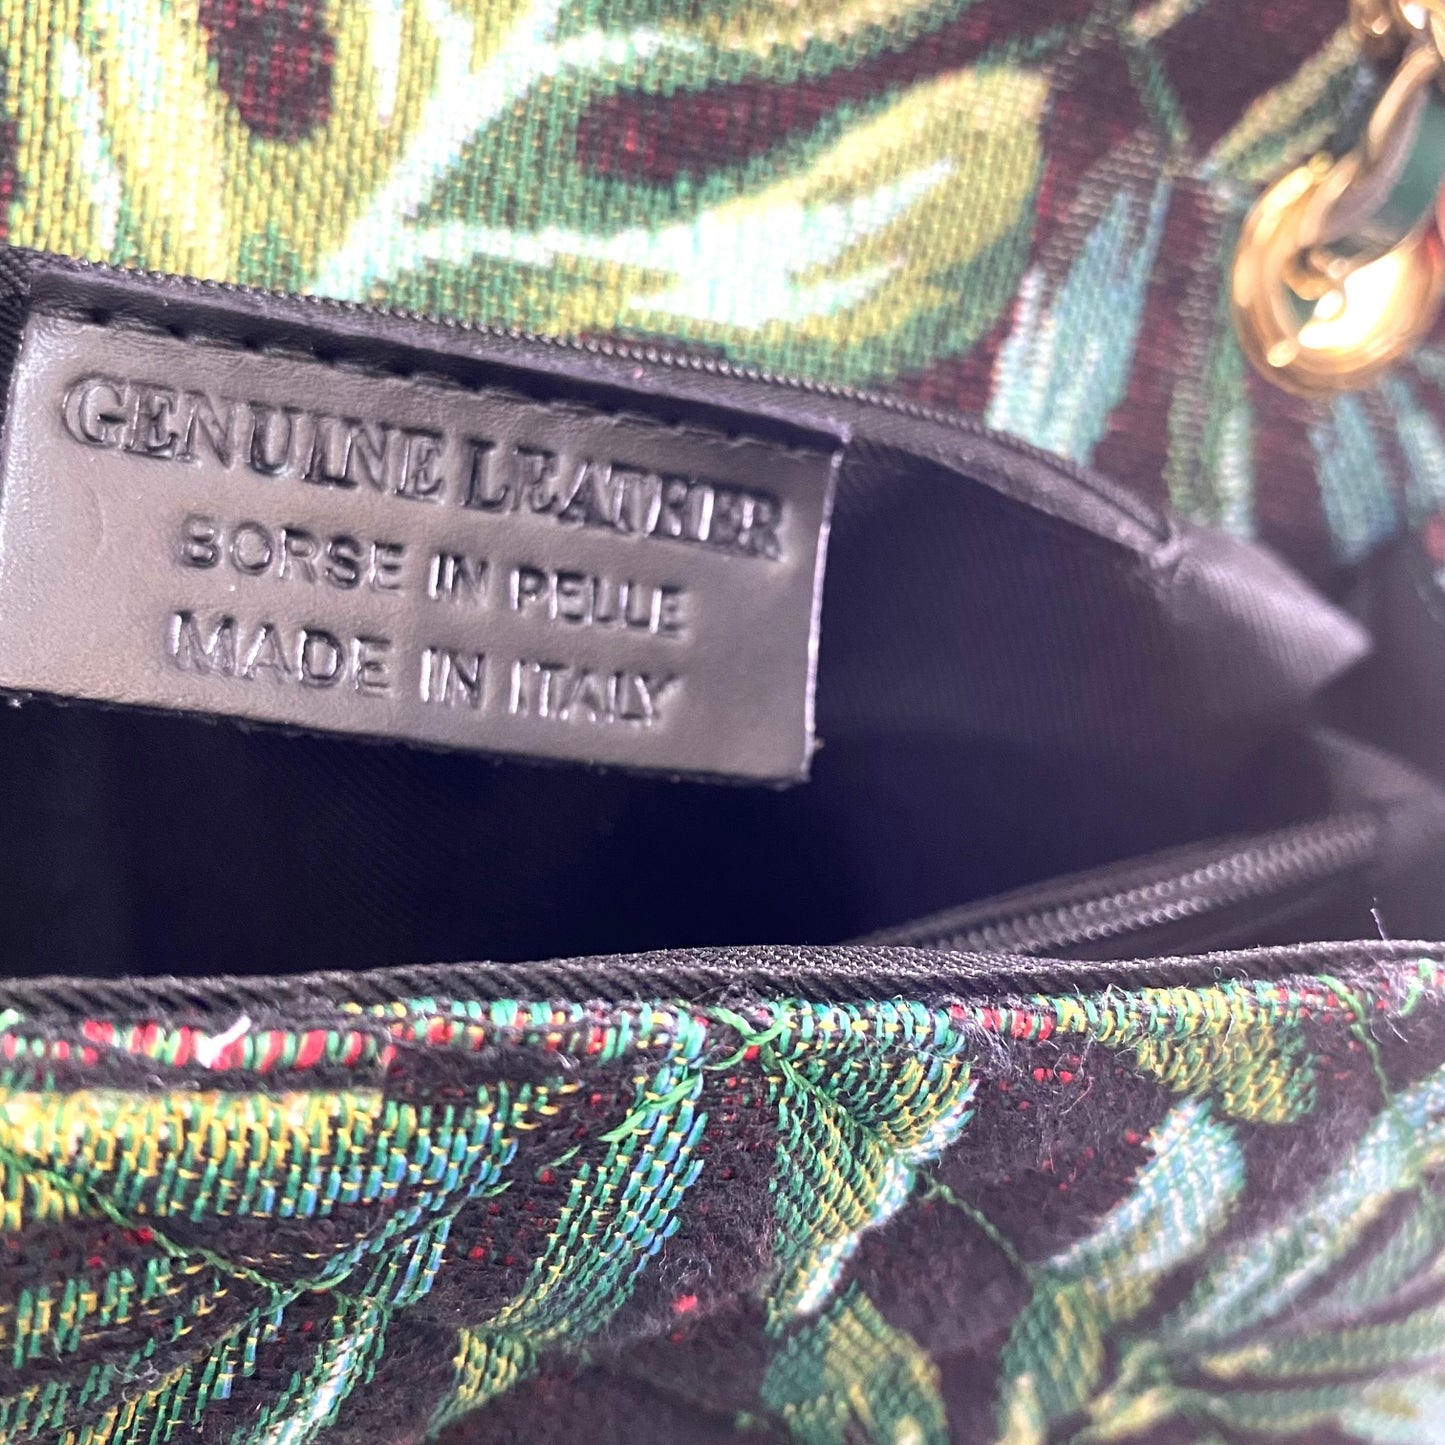 GENUINE LEATHER
BORSE IN PELLE
MADE IN ITALY